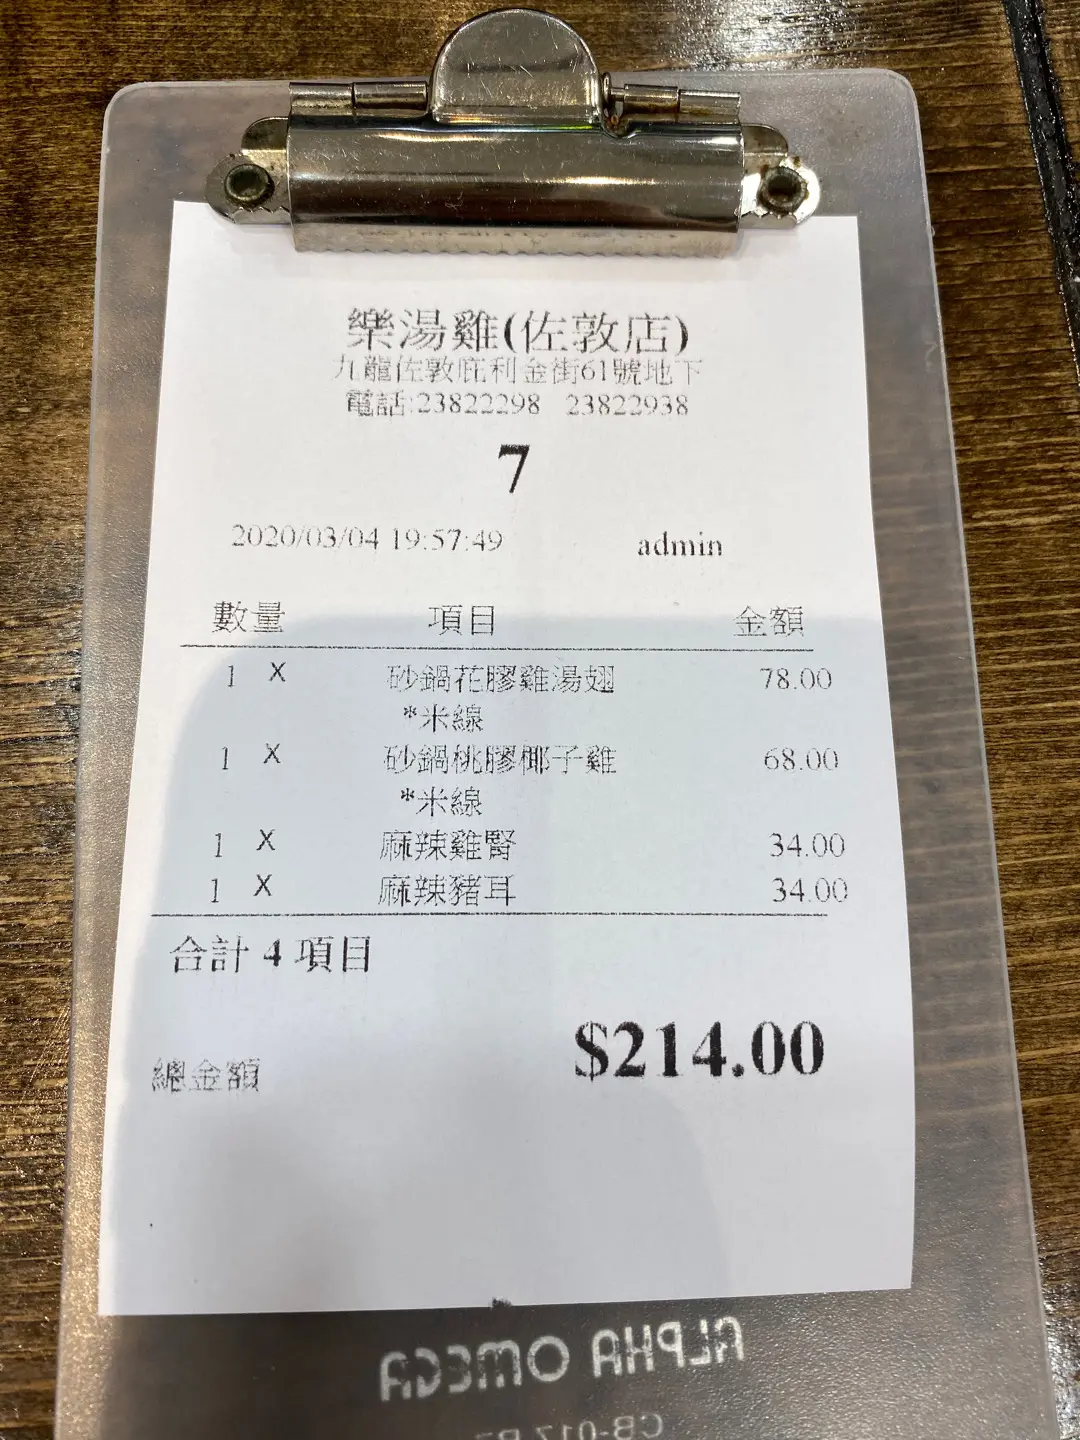 樂湯雞(佐敦店)
九龍佐敦庇利金街61號地下
電話:23822298 23822938
7
2020/03/04 19:57:49 admin
數量 項目 金額
1 X 砂鍋花膠雞湯翅 78.00
*米線
1 X 砂鍋桃膠椰子雞 68.00
*米線
1 X 麻辣雞腎 34.00
1 X 麻辣豬耳 34.00
合計 4 項目
總金額 $214.00
ALPHA OMEGA